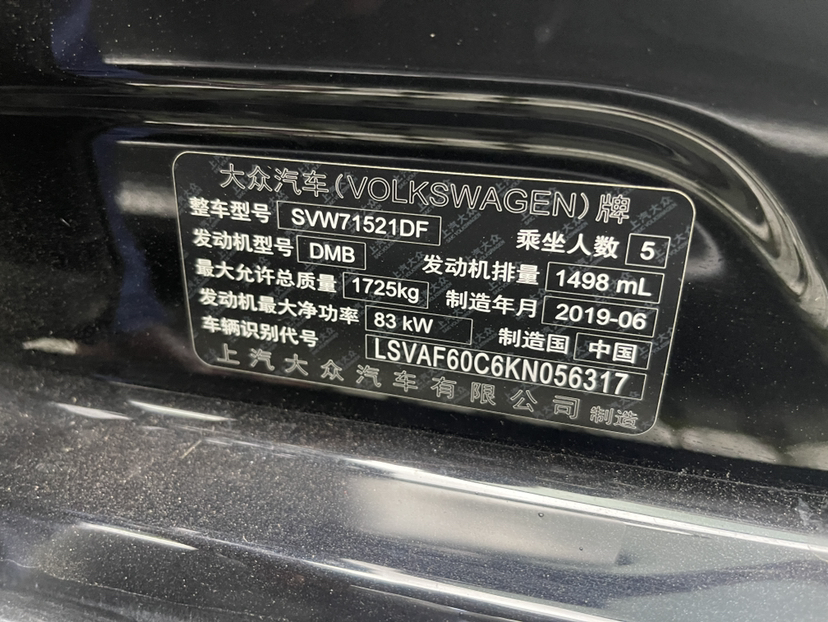 大众汽车(VOLKSWAGEN)牌
整车型号 SVW71521DF 乘坐人数 5
发动机型号 DMB 发动机排量 1498 mL
最大允许总质量 1725kg 制造年月 2019-06
发动机最大净功率 83 kW 制造国 中国
车辆识别代号 LSVAF60C6KN056317
上汽大众汽车有限公司 制造